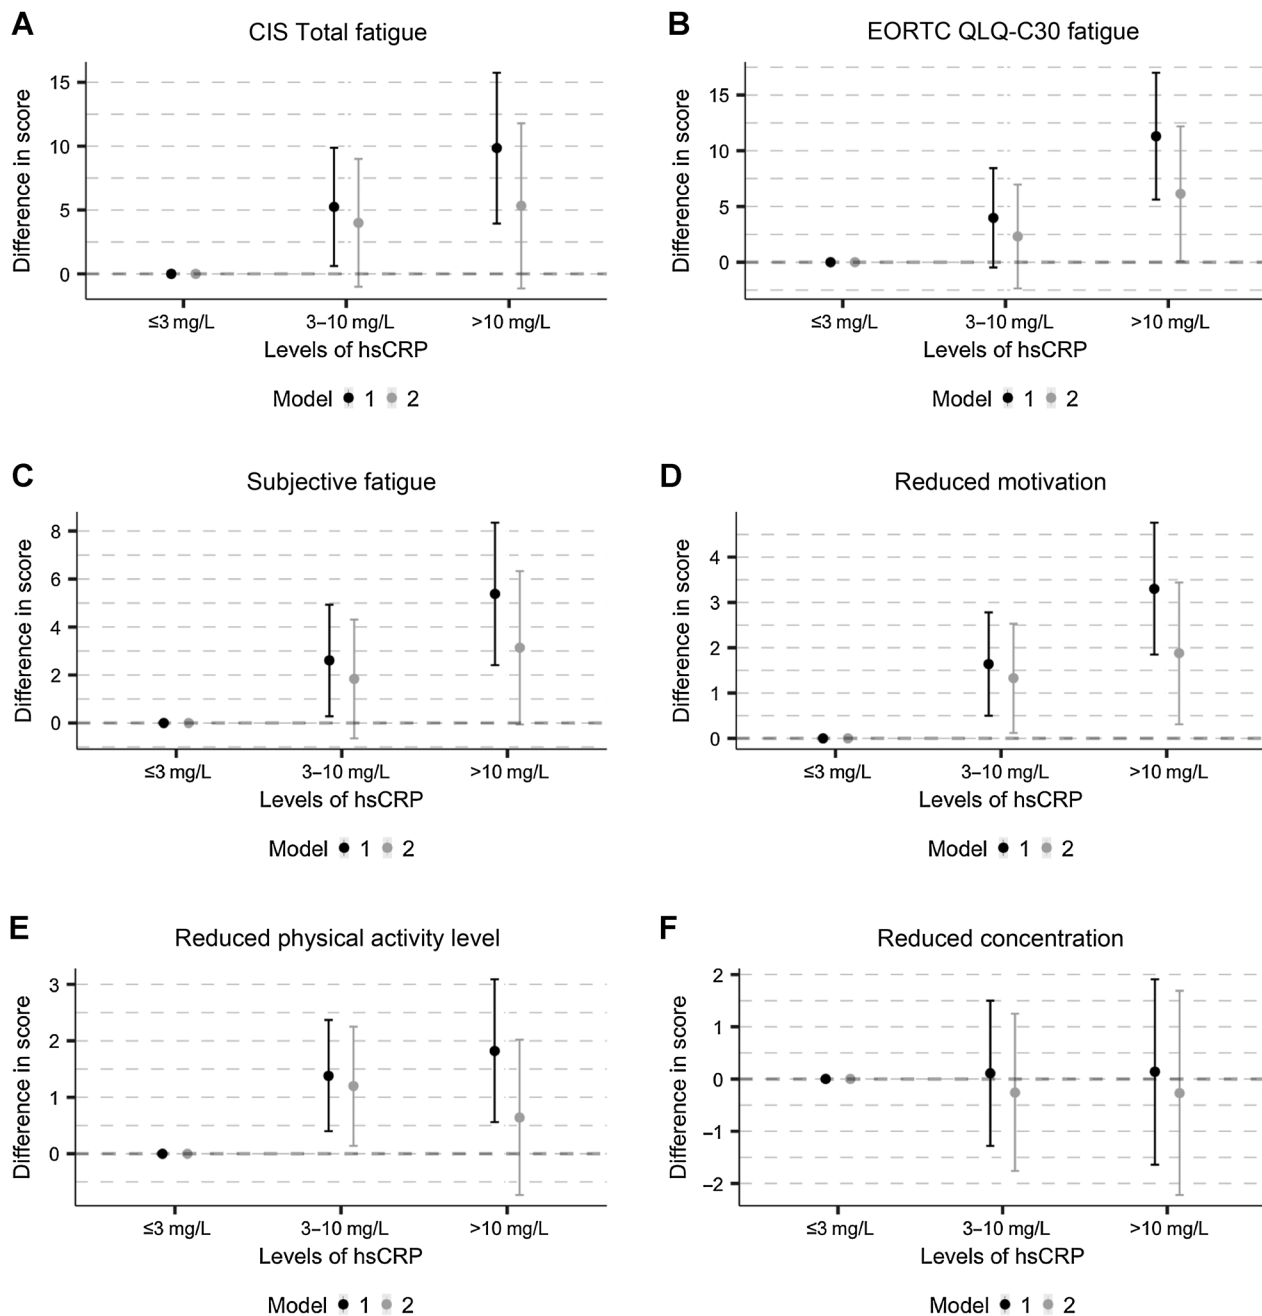 A
CIS Total fatigue
Difference in score
15
10
5
0
≤3 mg/L 3–10 mg/L >10 mg/L
Levels of hsCRP
Model 1 2
B
EORTC QLQ-C30 fatigue
Difference in score
15
10
5
0
≤3 mg/L 3–10 mg/L >10 mg/L
Levels of hsCRP
Model 1 2
C
Subjective fatigue
Difference in score
8
6
4
2
0
≤3 mg/L 3–10 mg/L >10 mg/L
Levels of hsCRP
Model 1 2
D
Reduced motivation
Difference in score
4
3
2
1
0
≤3 mg/L 3–10 mg/L >10 mg/L
Levels of hsCRP
Model 1 2
E
Reduced physical activity level
Difference in score
3
2
1
0
≤3 mg/L 3–10 mg/L >10 mg/L
Levels of hsCRP
Model 1 2
F
Reduced concentration
Difference in score
2
1
0
−1
−2
≤3 mg/L 3–10 mg/L >10 mg/L
Levels of hsCRP
Model 1 2